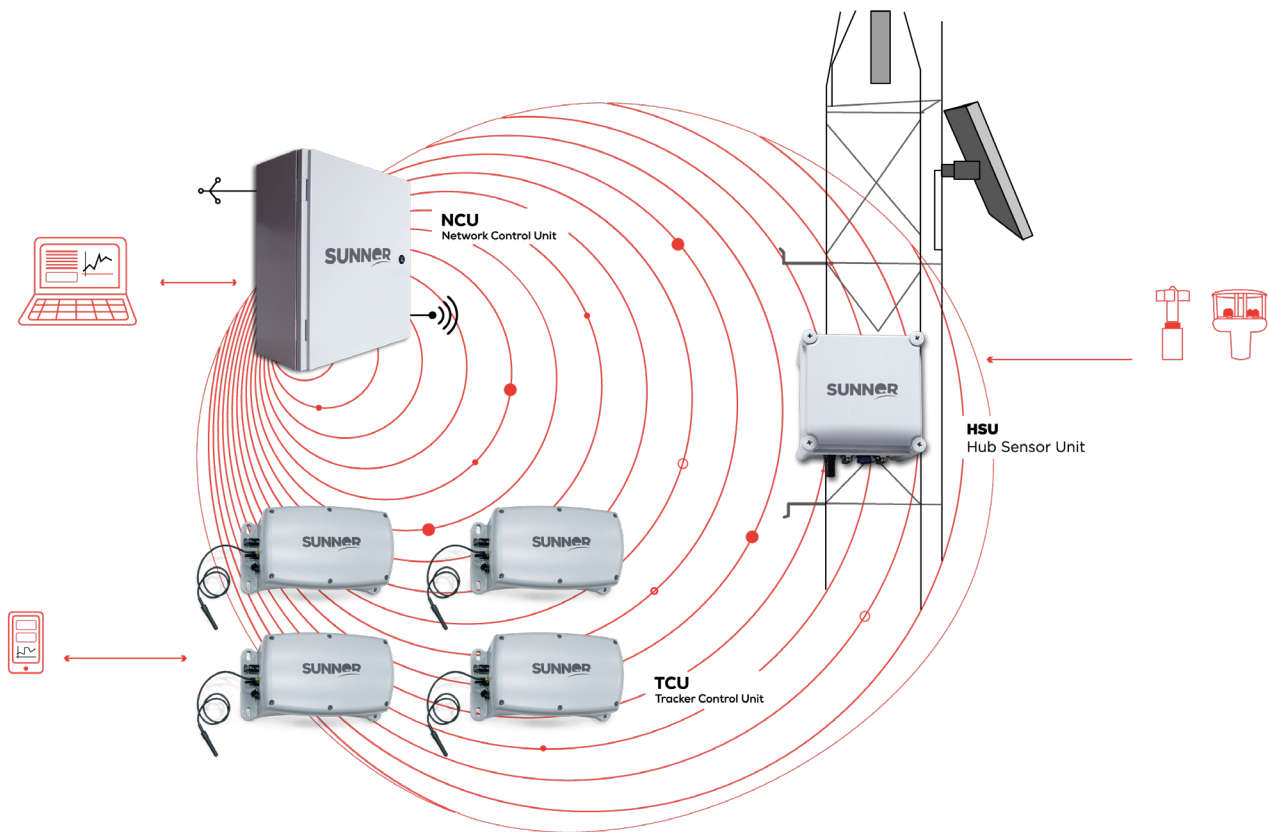 NCU
Network Control Unit
SUNNER
SUNNER
HSU
Hub Sensor Unit
SUNNER
SUNNER
SUNNER
SUNNER
TCU
Tracker Control Unit